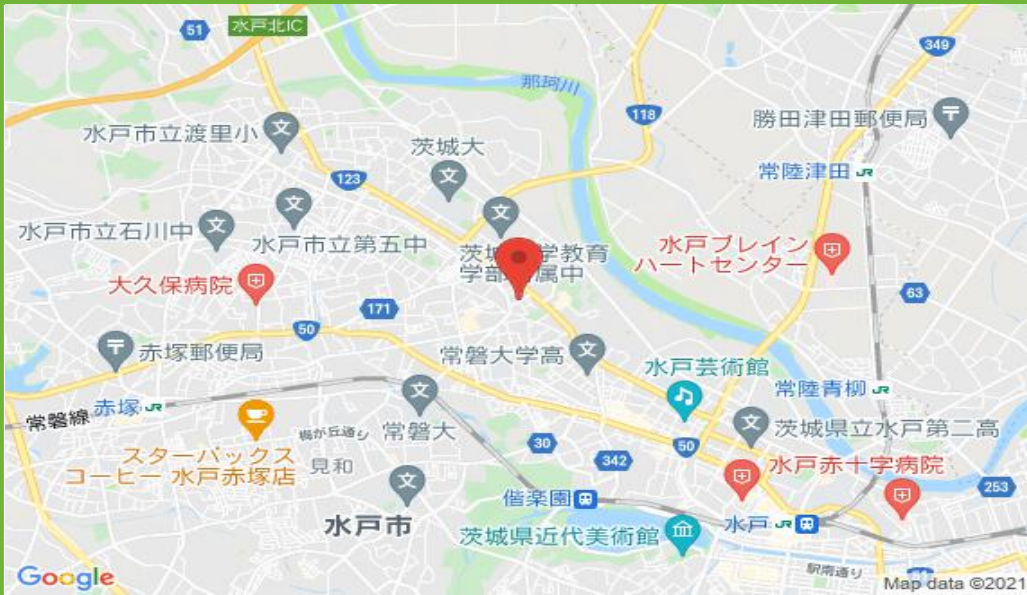 51
水戸北IC
349
那珂川
118
勝田津田郵便局
水戸市立渡里小
茨城大
常陸津田 JR
123
水戸市立石川中
水戸市立第五中
茨城
学教育
学部
属中
水戸ブレイン
ハートセンター
大久保病院
63
171
50
赤塚郵便局
常磐大学高
水戸芸術館
常陸青柳 JR
赤塚 JR
常磐線
常磐大
茨城県立水戸第二高
30
50
スターバックス
コーヒー 水戸赤塚店
見和
342
水戸赤十字病院
253
偕楽園
水戸市
水戸 JR
茨城県近代美術館
駅南通り
Google
Map data ©2021